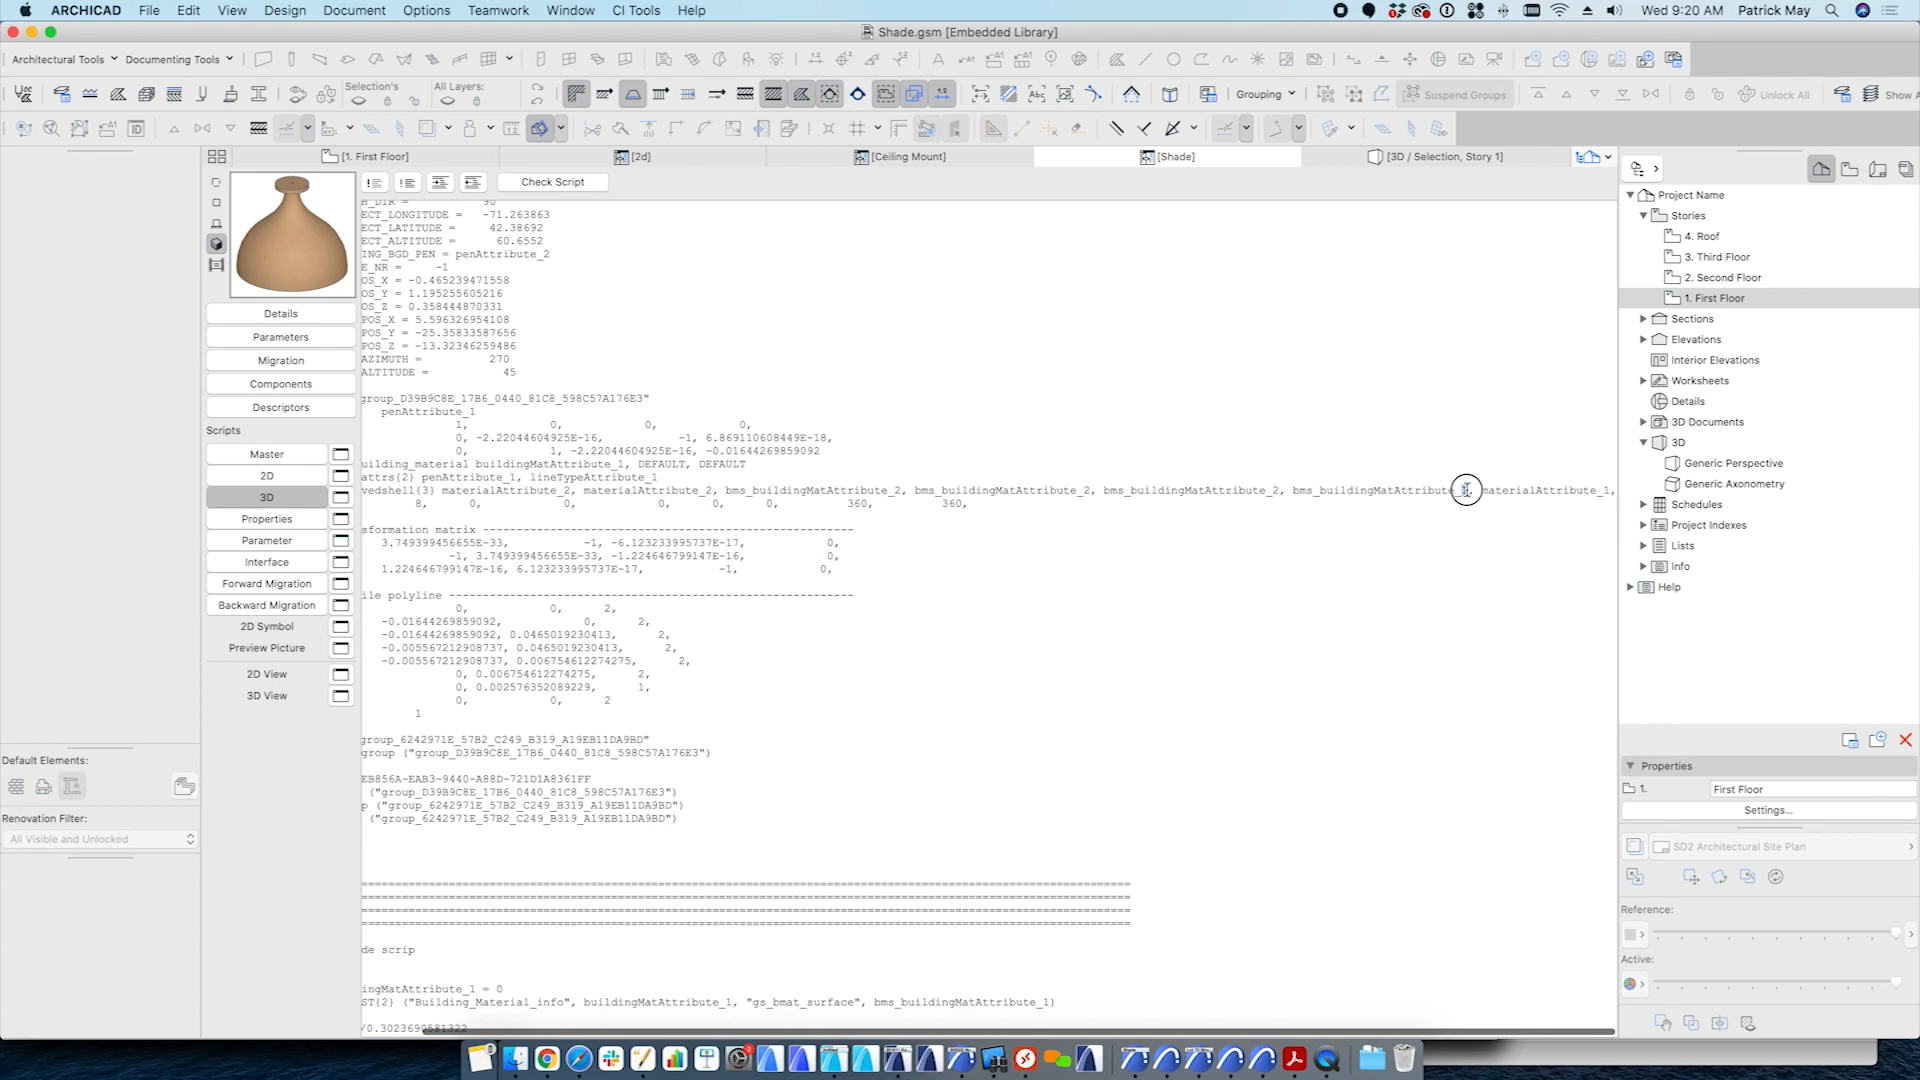 ARCHICAD File Edit View Design Document Options Teamwork Window CI Tools Help
Wed 9:20 AM Patrick May
Shade.gsm [Embedded Library]
Architectural Tools Documenting Tools
Selection's All Layers: Grouping Suspend Groups Unlock All Show A
[1. First Floor] [2d] [Ceiling Mount] [Shade] [3D / Selection, Story 1]
Check Script
Details
Parameters
Migration
Components
Descriptors
Scripts
Master
2D
3D
Properties
Parameter
Interface
Forward Migration
Backward Migration
2D Symbol
Preview Picture
2D View
3D View
Default Elements:
Renovation Filter:
All Visible and Unlocked
H_DIR = 90
ECT_LONGITUDE = -71.263863
ECT_LATITUDE = 42.38692
ECT_ALTITUDE = 60.6552
ING_BGD_PEN = penAttribute_2
E_NR = -1
OS_X = -0.465239471558
OS_Y = 1.195255605216
OS_Z = 0.358444870331
POS_X = 5.596326954108
POS_Y = -25.35833587656
POS_Z = -13.32346259486
AZIMUTH = 270
ALTITUDE = 45
group_D39B9C8E_17B6_0440_81C8_598C57A176E3"
penAttribute_1
1, 0, 0, 0,
0, -2.22044604925E-16, -1, 6.869110608449E-18,
0, 1, -2.22044604925E-16, -0.01644269859092
uilding_material buildingMatAttribute_1, DEFAULT, DEFAULT
attrs{2} penAttribute_1, lineTypeAttribute_1
vedshell{3} materialAttribute_2, materialAttribute_2, bms_buildingMatAttribute_2, bms_buildingMatAttribute_2, bms_buildingMatAttribute_2, bms_buildingMatAttribute_ materialAttribute_1,
8, 0, 0, 0, 0, 0, 360, 360,
sformation matrix ---------------------------------------------------------
3.749399456655E-33, -1, -6.123233995737E-17, 0,
-1, 3.749399456655E-33, -1.224646799147E-16, 0,
1.224646799147E-16, 6.123233995737E-17, -1, 0,
ile polyline --------------------------------------------------------------
0, 0, 2,
-0.01644269859092, 0, 2,
-0.01644269859092, 0.0465019230413, 2,
-0.005567212908737, 0.0465019230413, 2,
-0.005567212908737, 0.006754612274275, 2,
0, 0.006754612274275, 2,
0, 0.002576352089229, 1,
0, 0, 2
1
group_6242971E_57B2_C249_B319_A19EB11DA9BD"
group ("group_D39B9C8E_17B6_0440_81C8_598C57A176E3")
EB856A-EAB3-9440-A88D-721D1A8361FF
("group_D39B9C8E_17B6_0440_81C8_598C57A176E3")
p ("group_6242971E_57B2_C249_B319_A19EB11DA9BD")
("group_6242971E_57B2_C249_B319_A19EB11DA9BD")
de scrip
ingMatAttribute_1 = 0
ST{2} ("Building_Material_info", buildingMatAttribute_1, "gs_bmat_surface", bms_buildingMatAttribute_1)
/0.3023690581322
Project Name
Stories
4. Roof
3. Third Floor
2. Second Floor
1. First Floor
Sections
Elevations
Interior Elevations
Worksheets
Details
3D Documents
3D
Generic Perspective
Generic Axonometry
Schedules
Project Indexes
Lists
Info
Help
Properties
1. First Floor
Settings...
SD2 Architectural Site Plan
Reference:
Active: